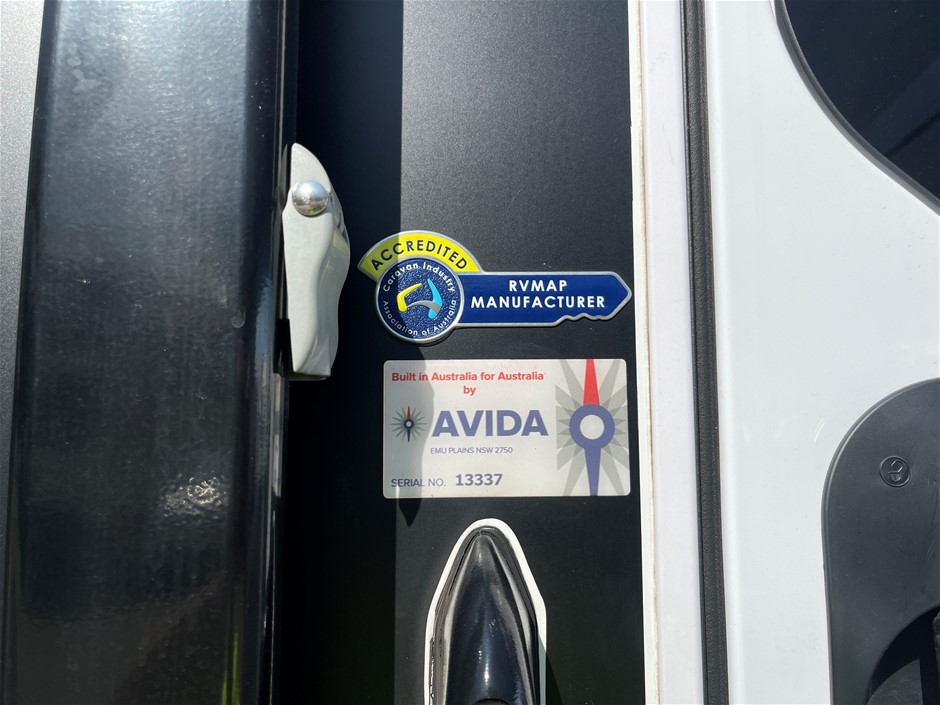 ACCREDITED
Caravan Industry
Association of Australia
RVMAP
MANUFACTURER
Built in Australia for Australia
by
AVIDA
EMU PLAINS NSW 2750
SERIAL NO. 13337